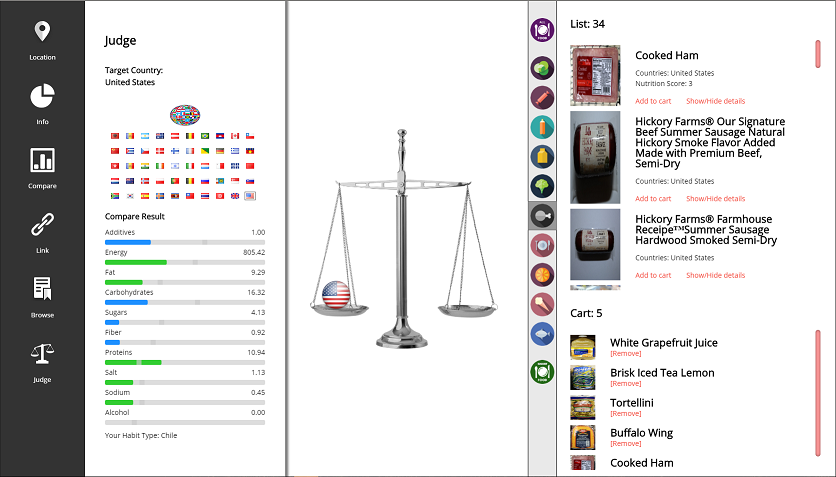 Location
Info
Compare
Link
Browse
Judge
Judge
Target Country:
United States
Compare Result
Additives 1.00
Energy 805.42
Fat 9.29
Carbohydrates 16.32
Sugars 4.13
Fiber 0.92
Proteins 10.94
Salt 1.13
Sodium 0.45
Alcohol 0.00
Your Habit Type: Chile
ALL
FOOD
FOOD
List: 34
Cooked Ham
Countries: United States
Nutrition Score: 3
Add to cart Show/Hide details
Hickory Farms® Our Signature
Beef Summer Sausage Natural
Hickory Smoke Flavor Added
Made with Premium Beef,
Semi-Dry
Countries: United States
Add to cart Show/Hide details
Hickory Farms® Farmhouse
Receipe™Summer Sausage
Hardwood Smoked Semi-Dry
Countries: United States
Add to cart Show/Hide details
Cart: 5
White Grapefruit Juice
[Remove]
Brisk Iced Tea Lemon
[Remove]
Tortellini
[Remove]
Buffalo Wing
[Remove]
Cooked Ham